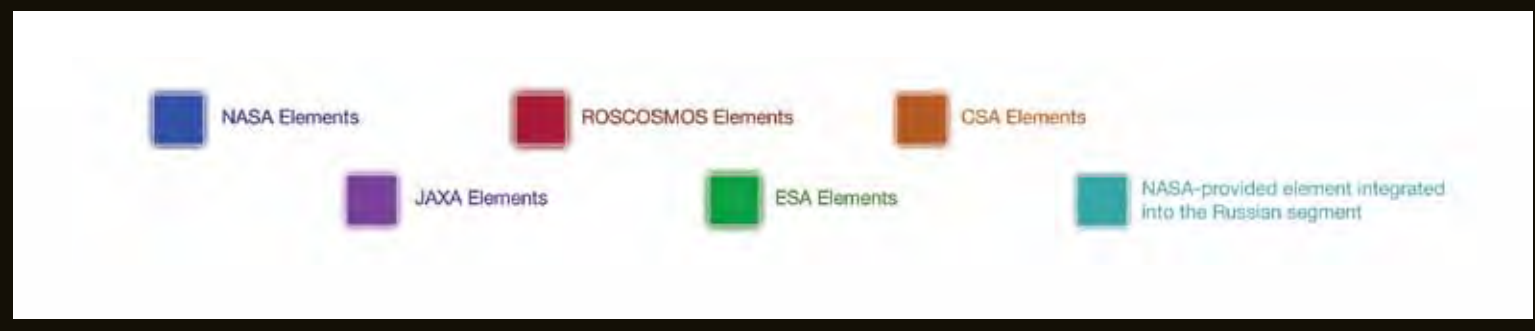 NASA Elements
ROSCOSMOS Elements
CSA Elements
JAXA Elements
ESA Elements
NASA-provided element integrated
into the Russian segment